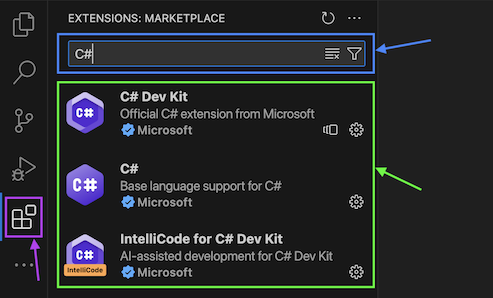 EXTENSIONS: MARKETPLACE
C#
C# Dev Kit
Official C# extension from Microsoft
Microsoft
C#
C#
Base language support for C#
Microsoft
C#
IntelliCode for C# Dev Kit
AI-assisted development for C# Dev Kit
Microsoft
C#
IntelliCode